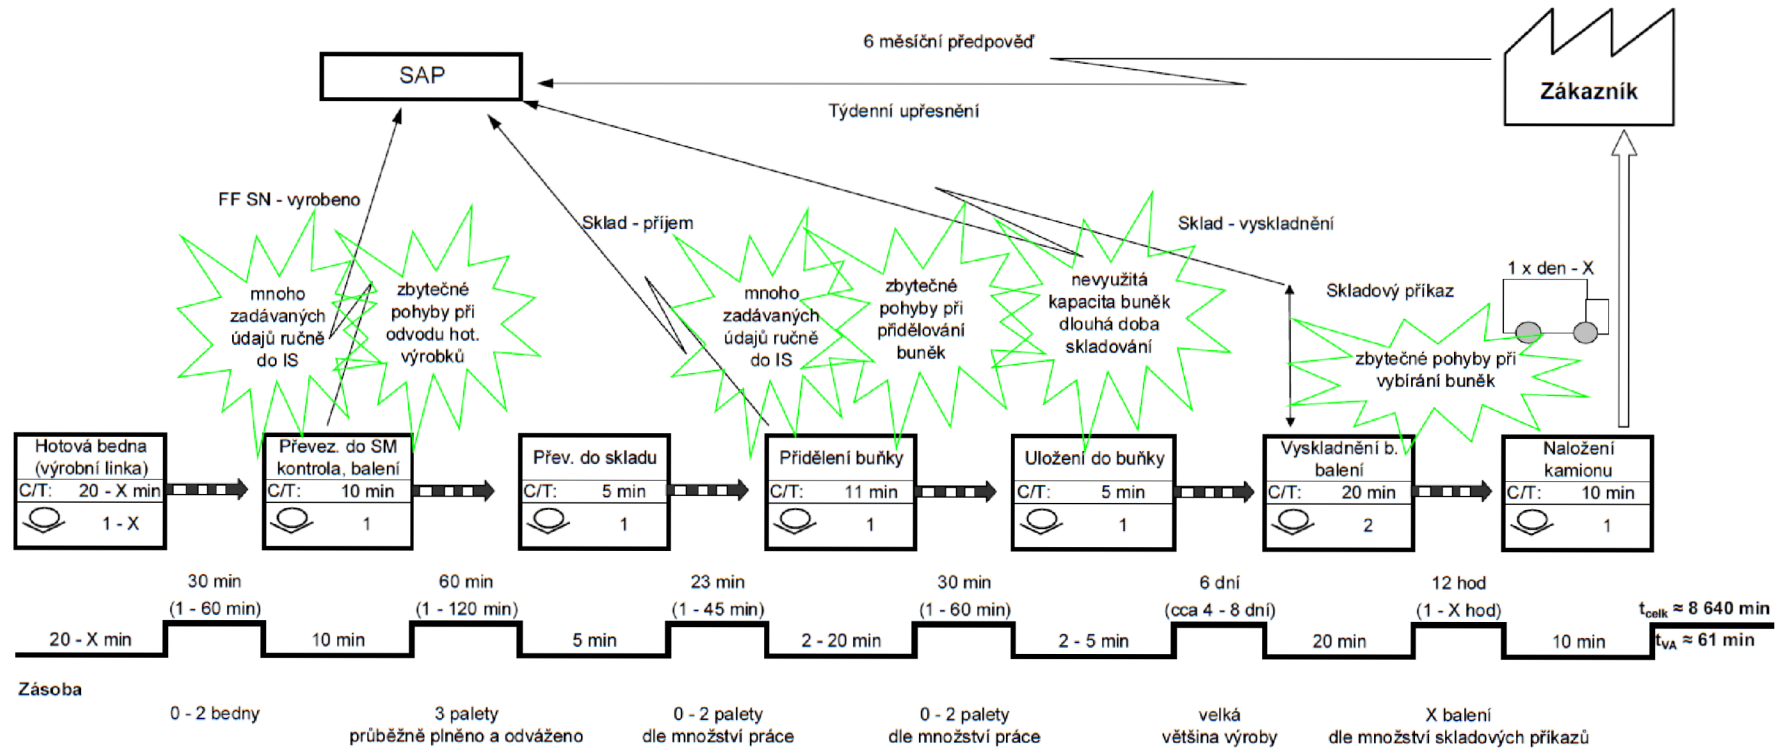 6 měsíční předpověď
SAP
Zákazník
Týdenní upřesnění
FF SN - vyrobeno
Sklad - příjem
Sklad - vyskladnění
1 x den - X
Skladový příkaz
mnoho
zadávaných
údajů ručně
do IS
zbytečné
pohyby při
odvodu hot.
výrobků
mnoho
zadávaných
údajů ručně
do IS
zbytečné
pohyby při
přidělování
buněk
nevyužitá
kapacita buněk
dlouhá doba
skladování
zbytečné pohyby při
vybírání buněk
Hotová bedna
(výrobní linka)
C/T: 20 - X min
1 - X
Převez. do SM
kontrola, balení
C/T: 10 min
1
Přev. do skladu
C/T: 5 min
1
Přidělení buňky
C/T: 11 min
1
Uložení do buňky
C/T: 5 min
1
Vyskladnění b.
balení
C/T: 20 min
2
Naložení
kamionu
C/T: 10 min
1
30 min
(1 - 60 min)
60 min
(1 - 120 min)
23 min
(1 - 45 min)
30 min
(1 - 60 min)
6 dní
(cca 4 - 8 dní)
12 hod
(1 - X hod)
tcelk ≈ 8 640 min
20 - X min
10 min
5 min
2 - 20 min
2 - 5 min
20 min
10 min
tVA ≈ 61 min
Zásoba
0 - 2 bedny
3 palety
průběžně plněno a odváženo
0 - 2 palety
dle množství práce
0 - 2 palety
dle množství práce
velká
většina výroby
X balení
dle množství skladových příkazů